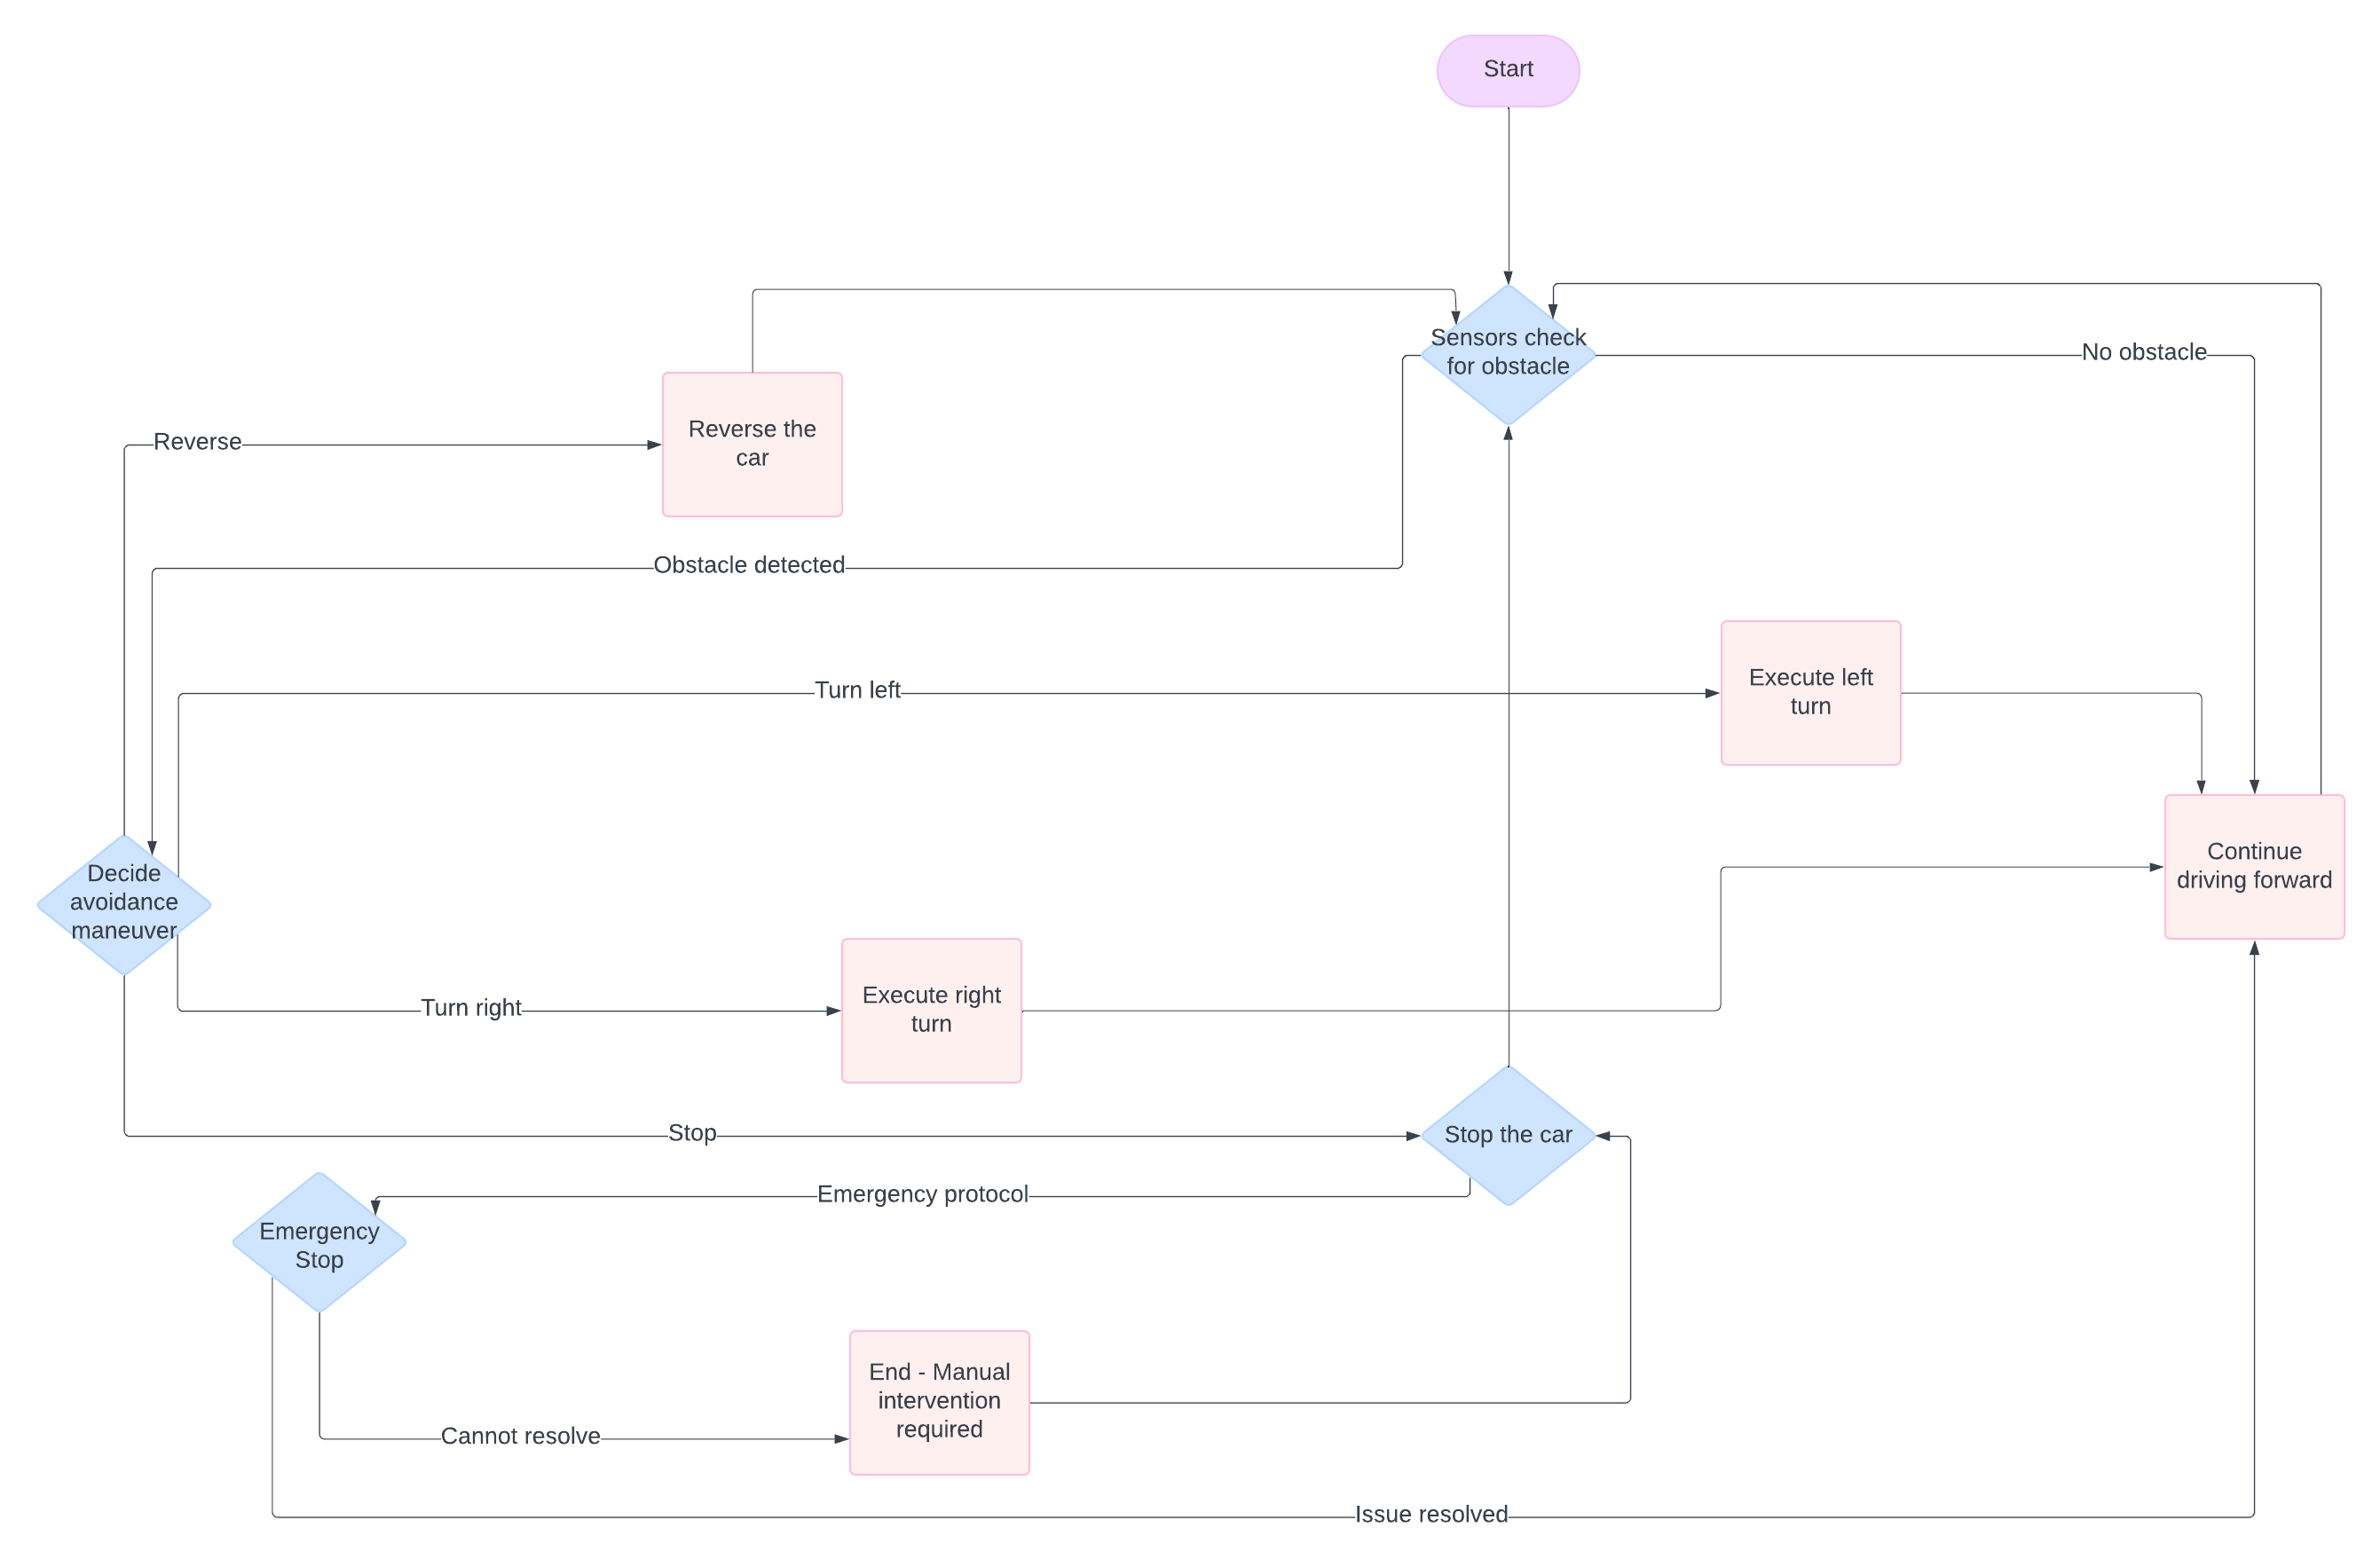 Start
Sensors check
for obstacle
No obstacle
Reverse the
car
Reverse
Obstacle detected
Turn left
Execute left
turn
Continue
driving forward
Decide
avoidance
maneuver
Turn right
Execute right
turn
Stop
Stop the car
Emergency protocol
Emergency
Stop
End - Manual
intervention
required
Cannot resolve
Issue resolved